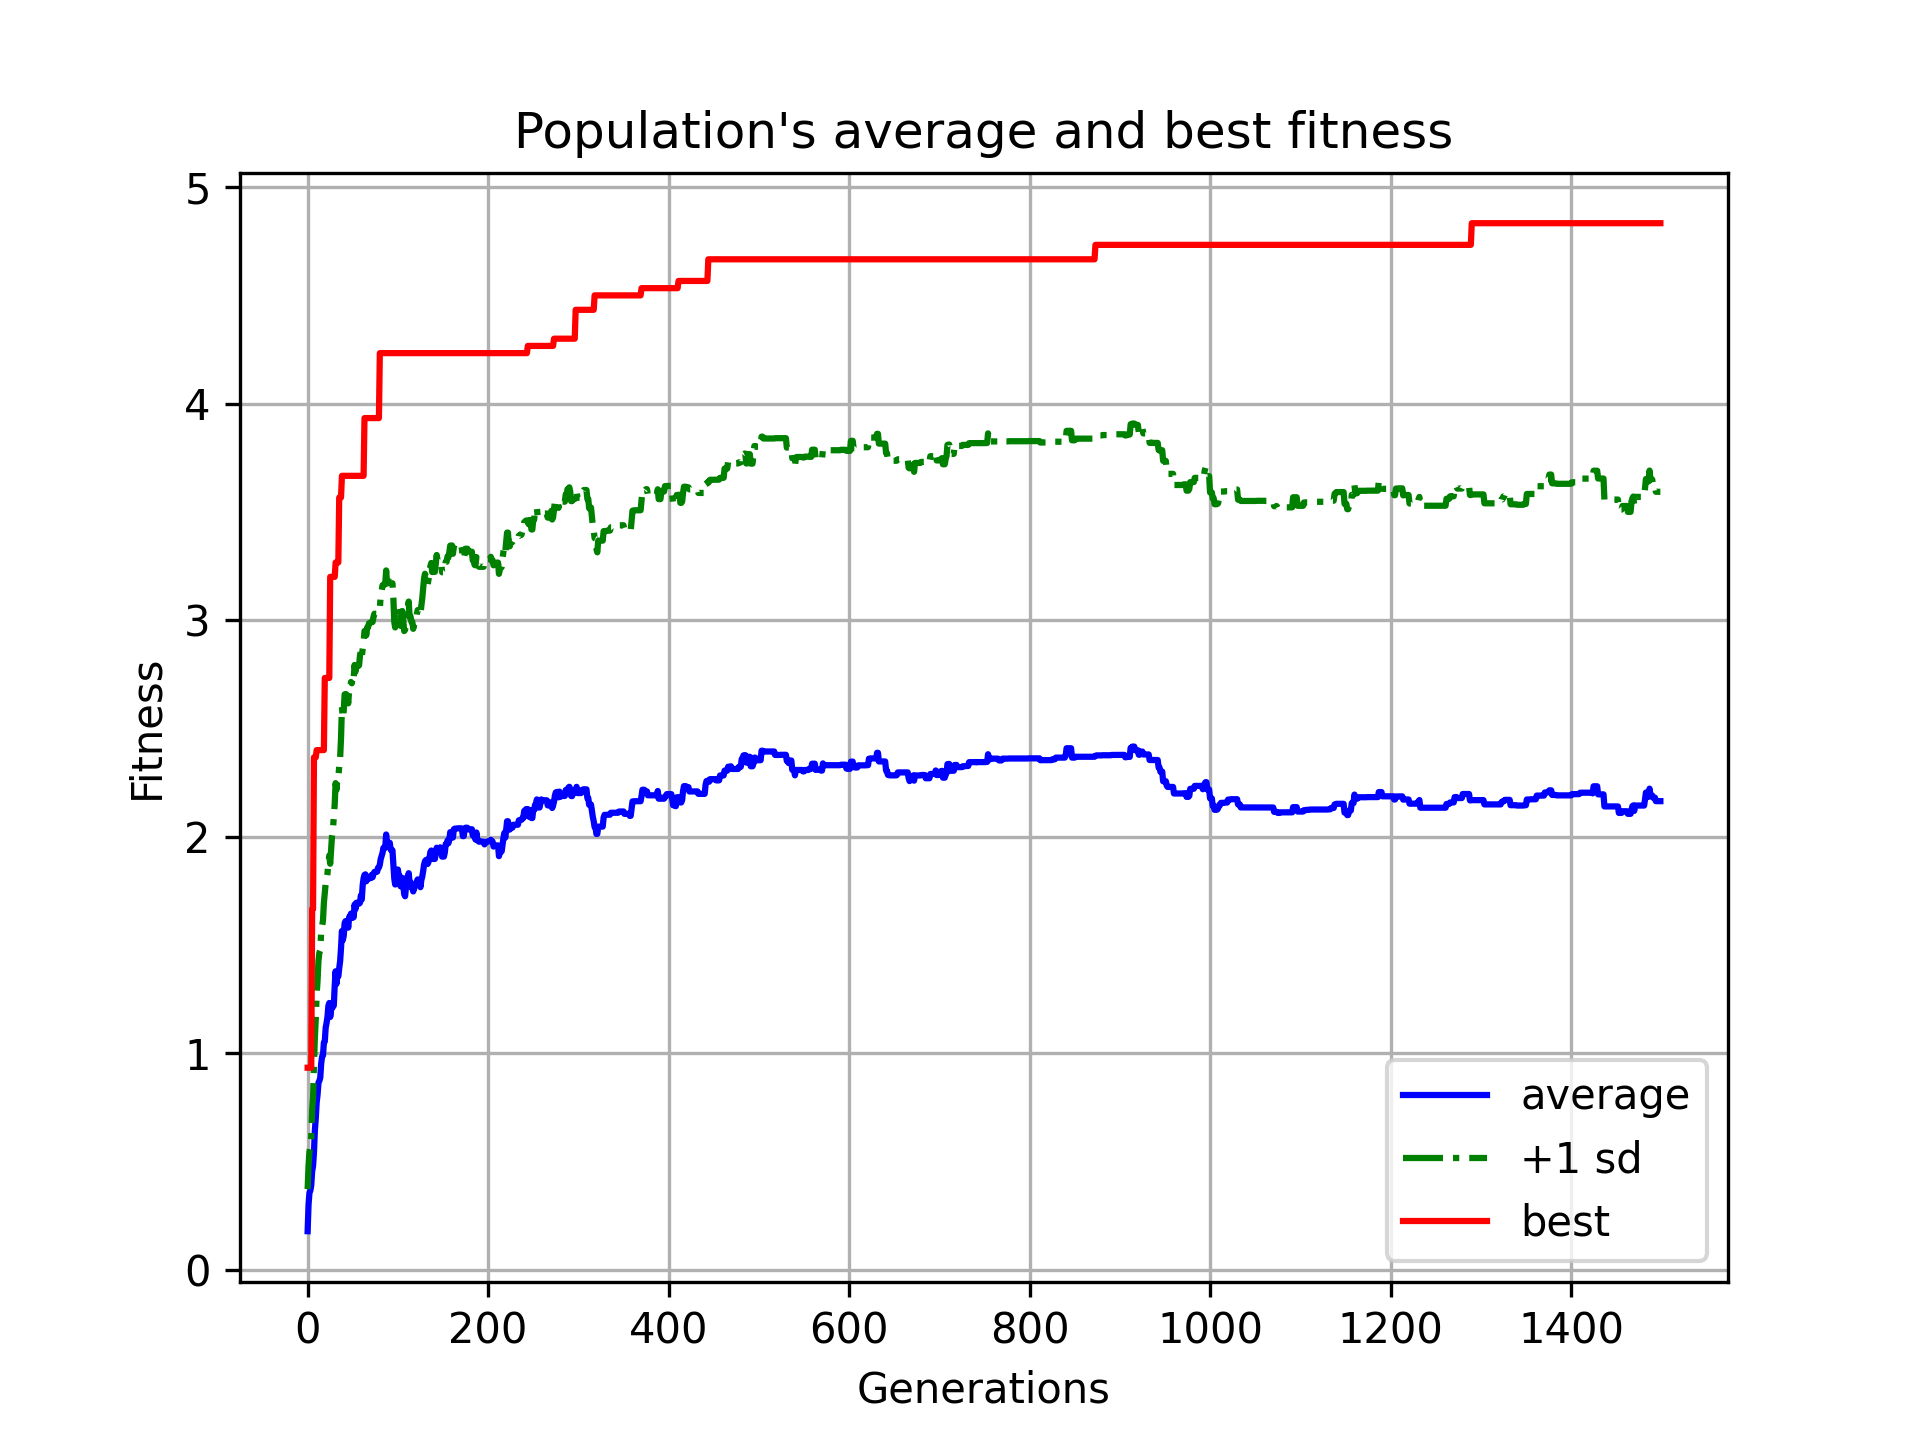 Population's average and best fitness
5
4
3
2
1
0
Fitness
0 200 400 600 800 1000 1200 1400
Generations
average
+1 sd
best